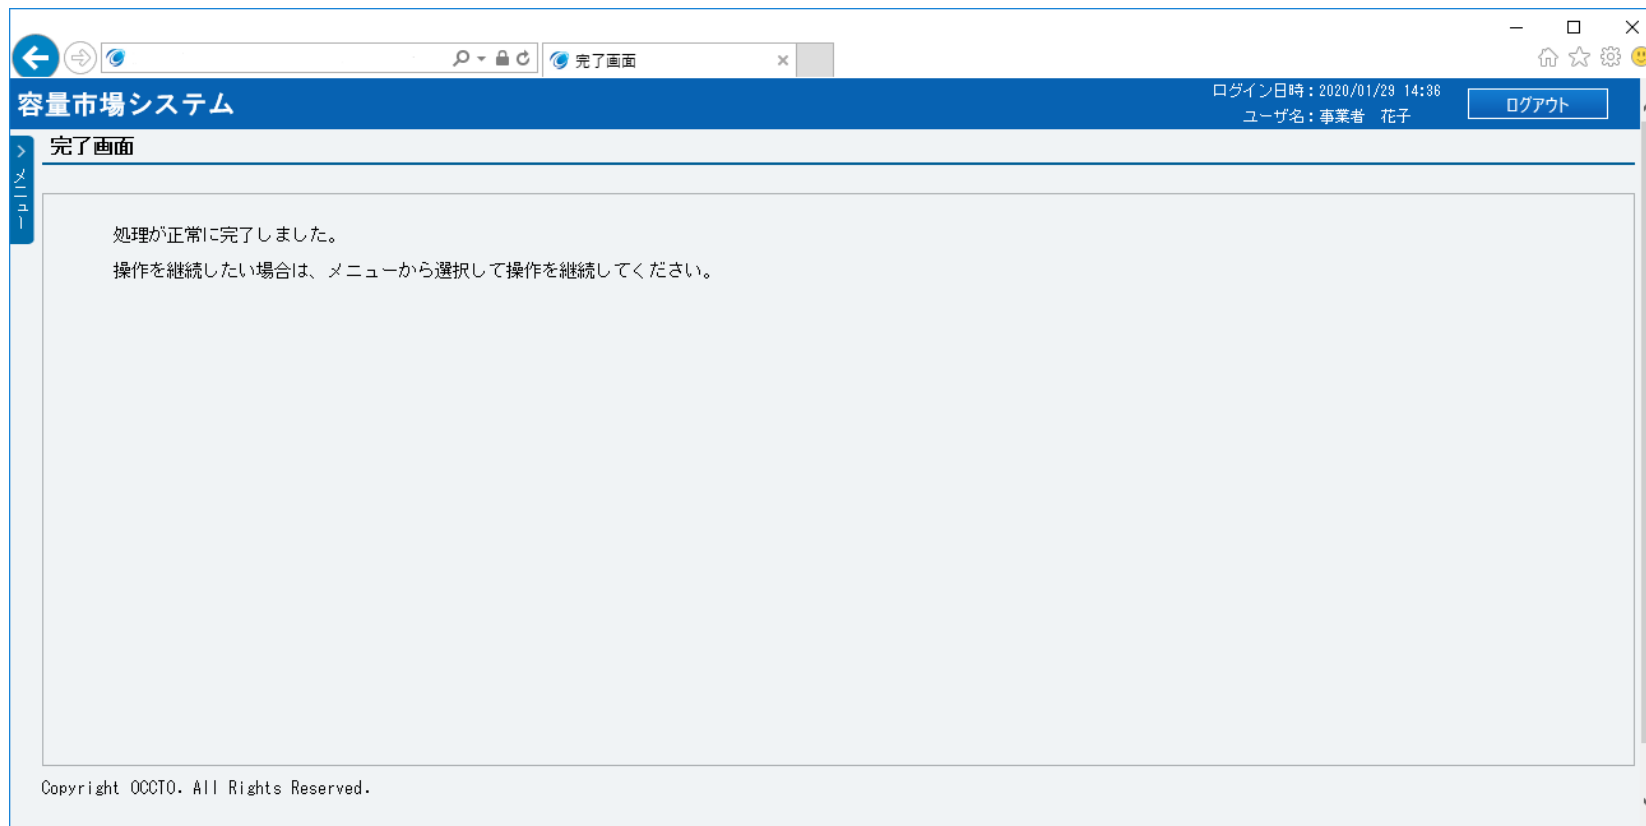 完了画面
容量市場システム
ログイン日時：2020/01/29 14:36
ユーザ名：事業者　花子
ログアウト
メニュー
完了画面
処理が正常に完了しました。
操作を継続したい場合は、メニューから選択して操作を継続してください。
Copyright OCCTO. All Rights Reserved.